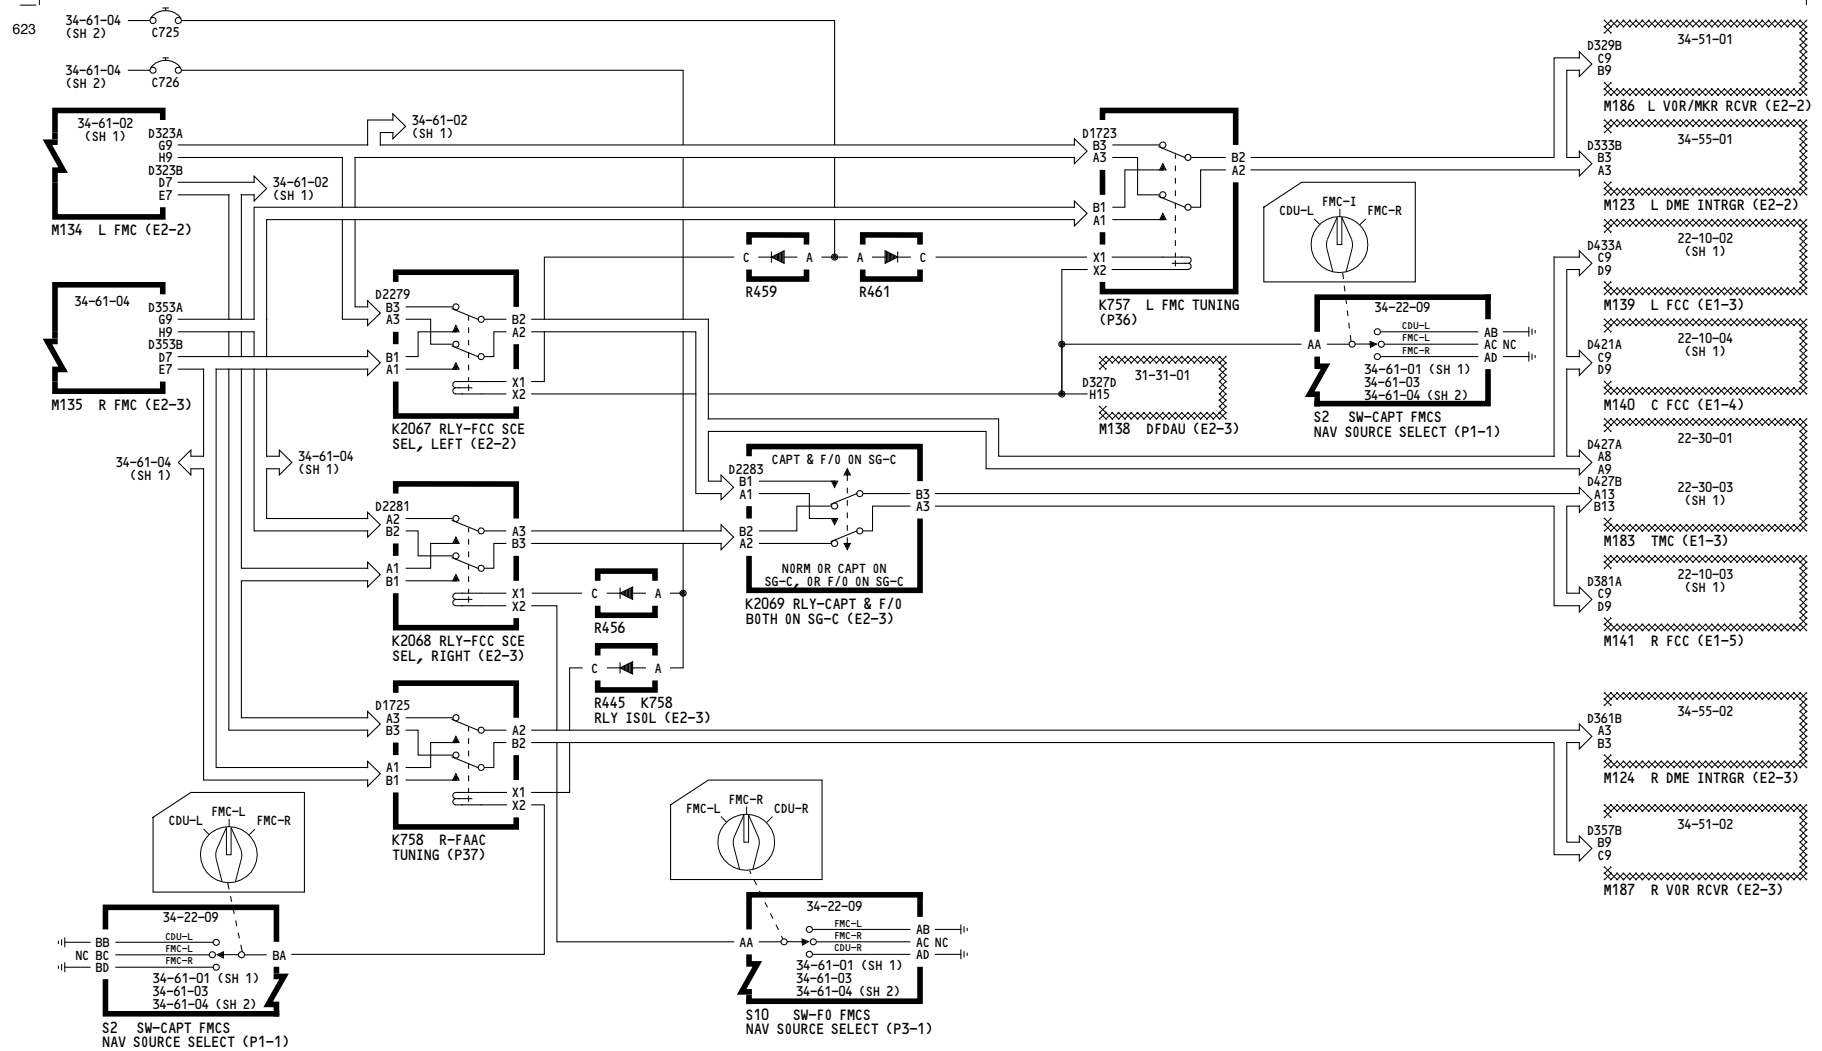 623
34-61-04
(SH 2)
C725
34-61-04
(SH 2)
C726
34-61-02
(SH 1)
D323A
G9
H9
D323B
D7
E7
M134 L FMC (E2-2)
34-61-02
(SH 1)
34-61-02
(SH 1)
34-61-04
D353A
G9
H9
D353B
D7
E7
M135 R FMC (E2-3)
34-61-04
(SH 1)
34-61-04
(SH 1)
D2279
B3
A3
B1
A1
B2
A2
X1
X2
K2067 RLY-FCC SCE
SEL, LEFT (E2-2)
D2281
A2
B2
A1
B1
A3
B3
X1
X2
K2068 RLY-FCC SCE
SEL, RIGHT (E2-3)
D1725
A3
B3
A1
B1
A2
B2
X1
X2
K758 R-FAAC
TUNING (P37)
C A
R459
A C
R461
C A
R456
C A
R445 K758
RLY ISOL (E2-3)
D2283
B1
A1
B2
A2
CAPT & F/O ON SG-C
B3
A3
NORM OR CAPT ON
SG-C, OR F/O ON SG-C
K2069 RLY-CAPT & F/O
BOTH ON SG-C (E2-3)
D1723
B3
A3
B1
A1
X1
X2
B2
A2
K757 L FMC TUNING
(P36)
D327D
H15
31-31-01
M138 DFDAU (E2-3)
CDU-L
FMC-I
FMC-R
34-22-09
AA
CDU-L
FMC-L
FMC-R
AB
AC NC
AD
34-61-01 (SH 1)
34-61-03
34-61-04 (SH 2)
S2 SW-CAPT FMCS
NAV SOURCE SELECT (P1-1)
D329B
C9
B9
34-51-01
M186 L VOR/MKR RCVR (E2-2)
D333B
B3
A3
34-55-01
M123 L DME INTRGR (E2-2)
D433A
C9
D9
22-10-02
(SH 1)
M139 L FCC (E1-3)
D421A
C9
D9
22-10-04
(SH 1)
M140 C FCC (E1-4)
D427A
A8
A9
D427B
A13
B13
22-30-01
22-30-03
(SH 1)
M183 TMC (E1-3)
D381A
C9
D9
22-10-03
(SH 1)
M141 R FCC (E1-5)
D361B
A3
B3
34-55-02
M124 R DME INTRGR (E2-3)
D357B
B9
C9
34-51-02
M187 R VOR RCVR (E2-3)
CDU-L
FMC-L
FMC-R
34-22-09
BB
NC BC
BD
CDU-L
FMC-L
FMC-R
BA
34-61-01 (SH 1)
34-61-03
34-61-04 (SH 2)
S2 SW-CAPT FMCS
NAV SOURCE SELECT (P1-1)
FMC-L
FMC-R
CDU-R
34-22-09
AA
FMC-L
FMC-R
CDU-R
AB
AC NC
AD
34-61-01 (SH 1)
34-61-03
34-61-04 (SH 2)
S10 SW-FO FMCS
NAV SOURCE SELECT (P3-1)